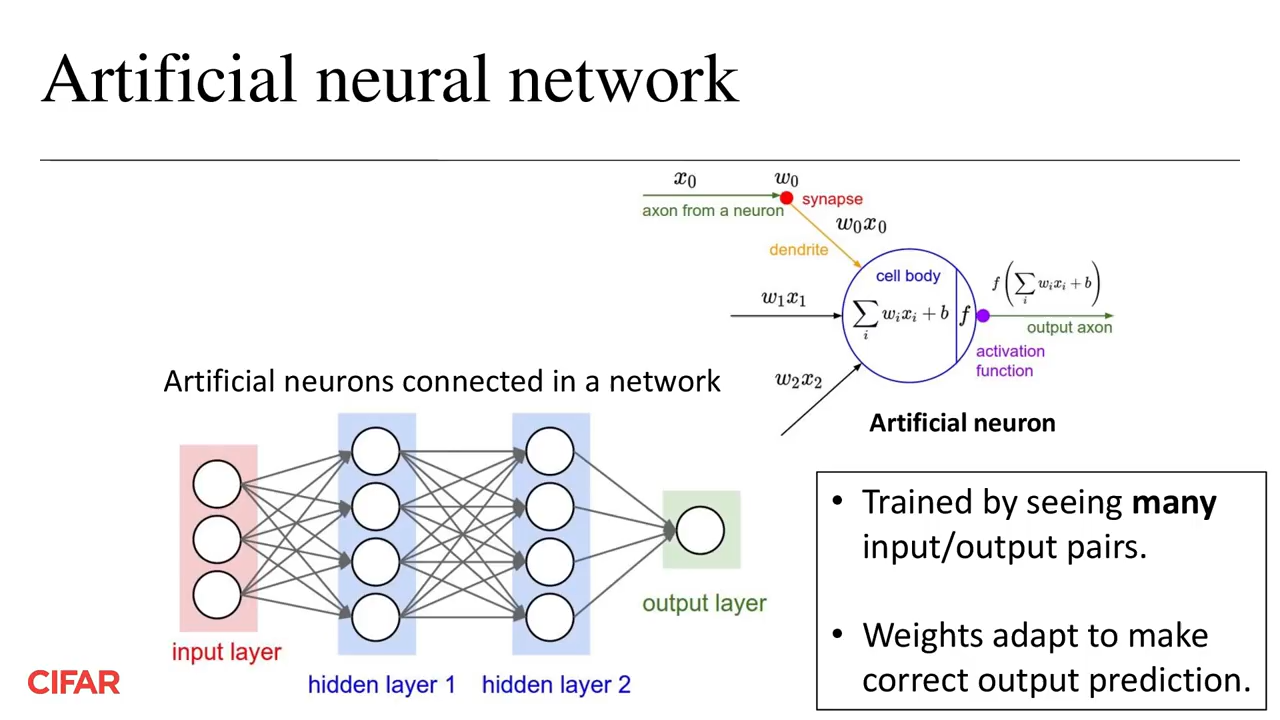 Artificial neural network
x₀
w₀
synapse
axon from a neuron
w₀x₀
dendrite
cell body
w₁x₁
∑ᵢ wᵢxᵢ + b
f
f(∑ᵢ wᵢxᵢ + b)
output axon
activation
function
w₂x₂
Artificial neuron
Artificial neurons connected in a network
input layer
hidden layer 1
hidden layer 2
output layer
• Trained by seeing many
input/output pairs.
• Weights adapt to make
correct output prediction.
CIFAR